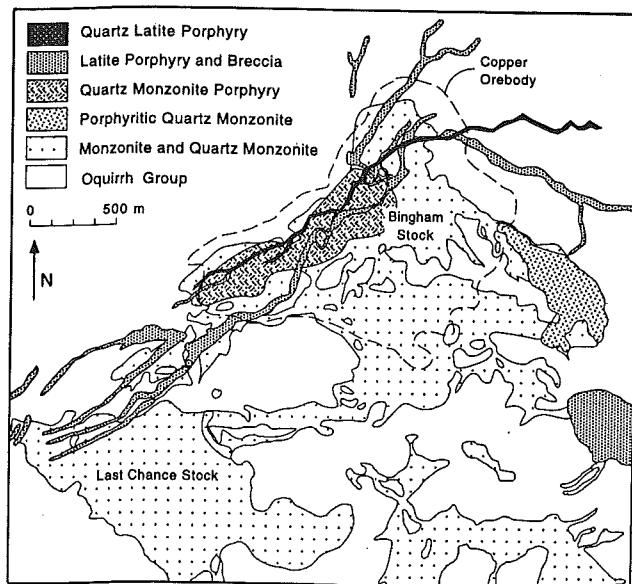 Quartz Latite Porphyry
Latite Porphyry and Breccia
Quartz Monzonite Porphyry
Porphyritic Quartz Monzonite
Monzonite and Quartz Monzonite
Oquirrh Group
0 500 m
N
Copper
Orebody
Bingham
Stock
Last Chance Stock